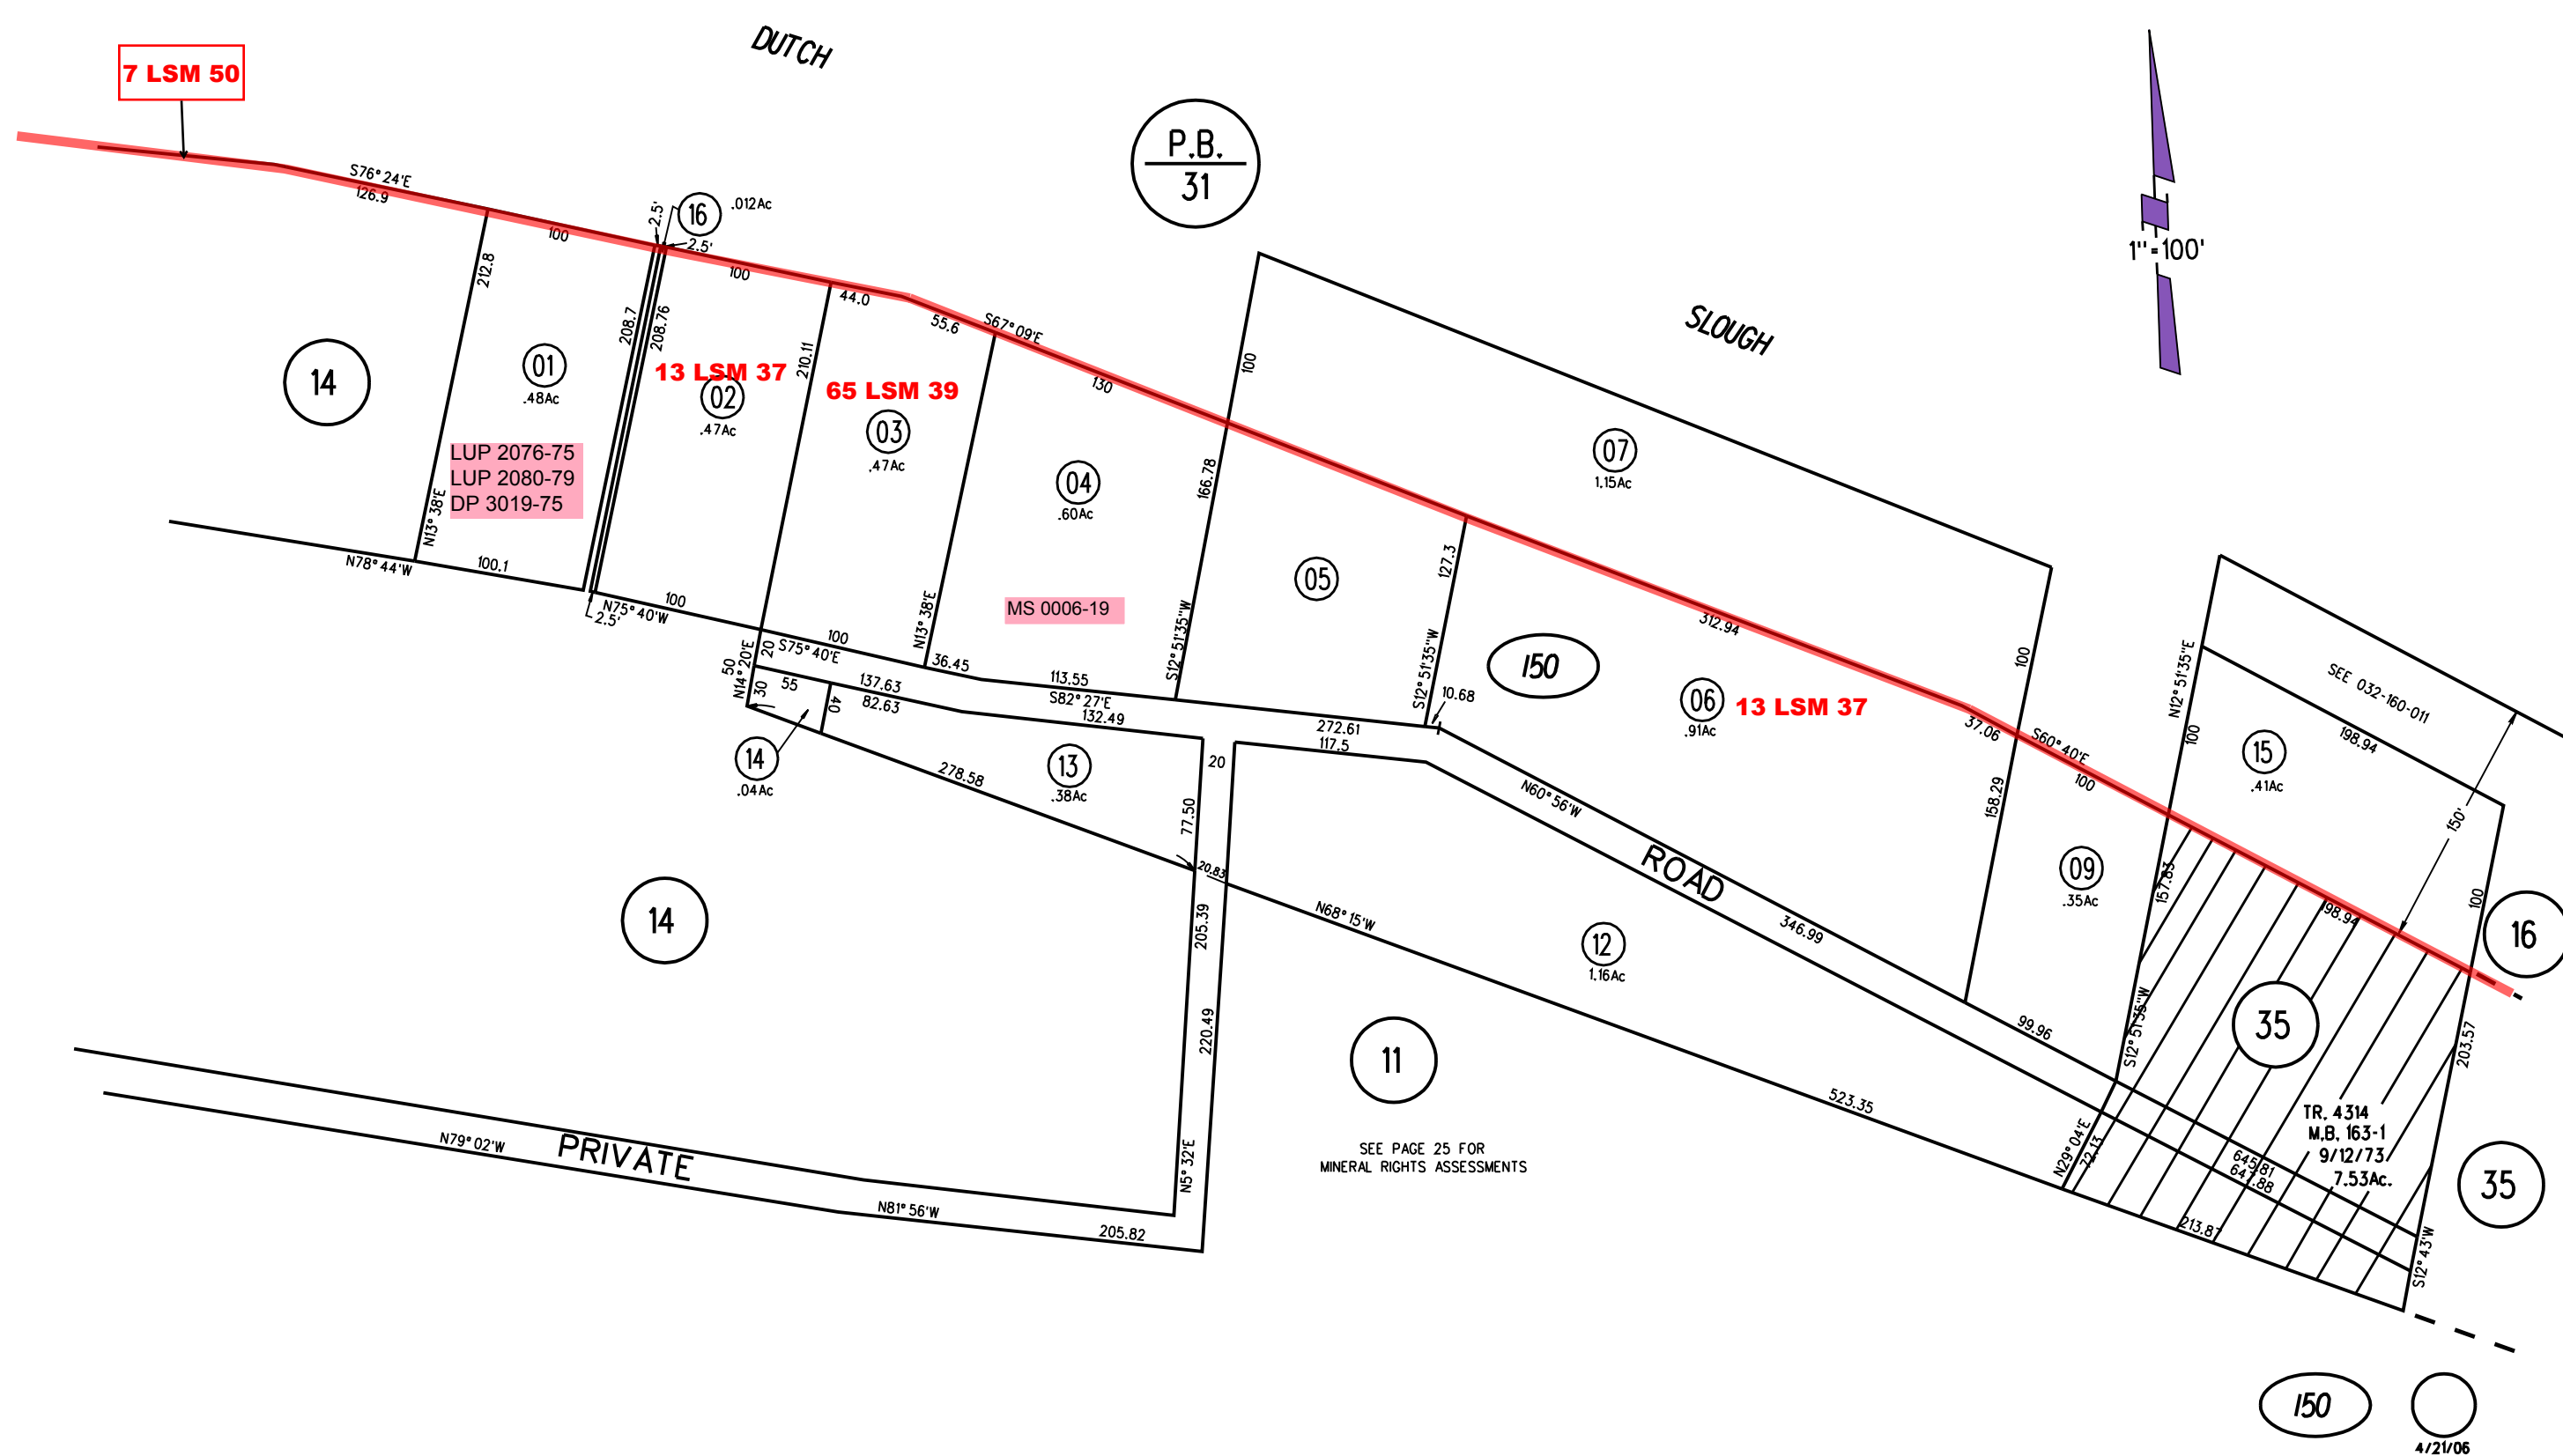 DUTCH
7 LSM 50
P.B.
31
1"=100'
S76°24'E
126.9
16
.012Ac
2.5'
2.5'
100
100
44.0
55.6
S67°09'E
SLOUGH
212.8
208.7
208.76
210.11
130
100
14
01
.48Ac
13 LSM 37
02
.47Ac
65 LSM 39
03
.47Ac
04
.60Ac
166.78
07
1.15Ac
LUP 2076-75
LUP 2080-79
DP 3019-75
N13°38'E
N78°44'W
100.1
2.5'
N75°40'W
100
MS 0006-19
05
127.3
312.94
100
N13°38'E
S12°51'35"W
S12°51'35"W
150
06
.91Ac
13 LSM 37
37.06
S60°40'E
100
N12°51'35"E
100
SEE 032-160-011
198.94
15
.41Ac
150'
50
N14°20'E
20
30
S75°40'E
100
36.45
113.55
S82°27'E
132.49
55
137.63
82.63
40
10.68
272.61
117.5
20
14
.04Ac
278.58
13
.38Ac
77.50
20.83
N60°56'W
ROAD
158.29
09
.35Ac
157.83
198.94
100
16
14
205.39
N68°15'W
12
1.16Ac
346.99
99.96
S12°51'35"W
35
203.57
220.49
11
523.35
SEE PAGE 25 FOR
MINERAL RIGHTS ASSESSMENTS
N29°04'E
72.13
TR. 4314
M.B. 163-1
9/12/73
7.53Ac.
645.81
647.88
35
N79°02'W
PRIVATE
N5°32'E
N81°56'W
205.82
213.87
S12°43'W
150
4/21/06